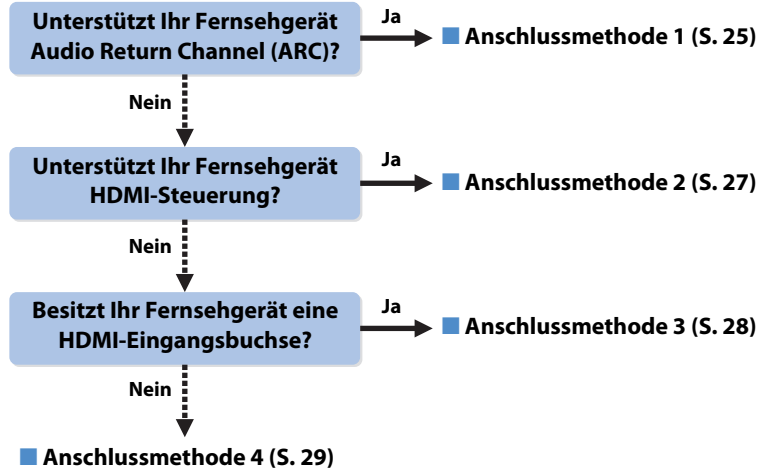 Unterstützt Ihr Fernsehgerät
Audio Return Channel (ARC)?
Ja
Anschlussmethode 1 (S. 25)
Nein
Unterstützt Ihr Fernsehgerät
HDMI-Steuerung?
Ja
Anschlussmethode 2 (S. 27)
Nein
Besitzt Ihr Fernsehgerät eine
HDMI-Eingangsbuchse?
Ja
Anschlussmethode 3 (S. 28)
Nein
Anschlussmethode 4 (S. 29)